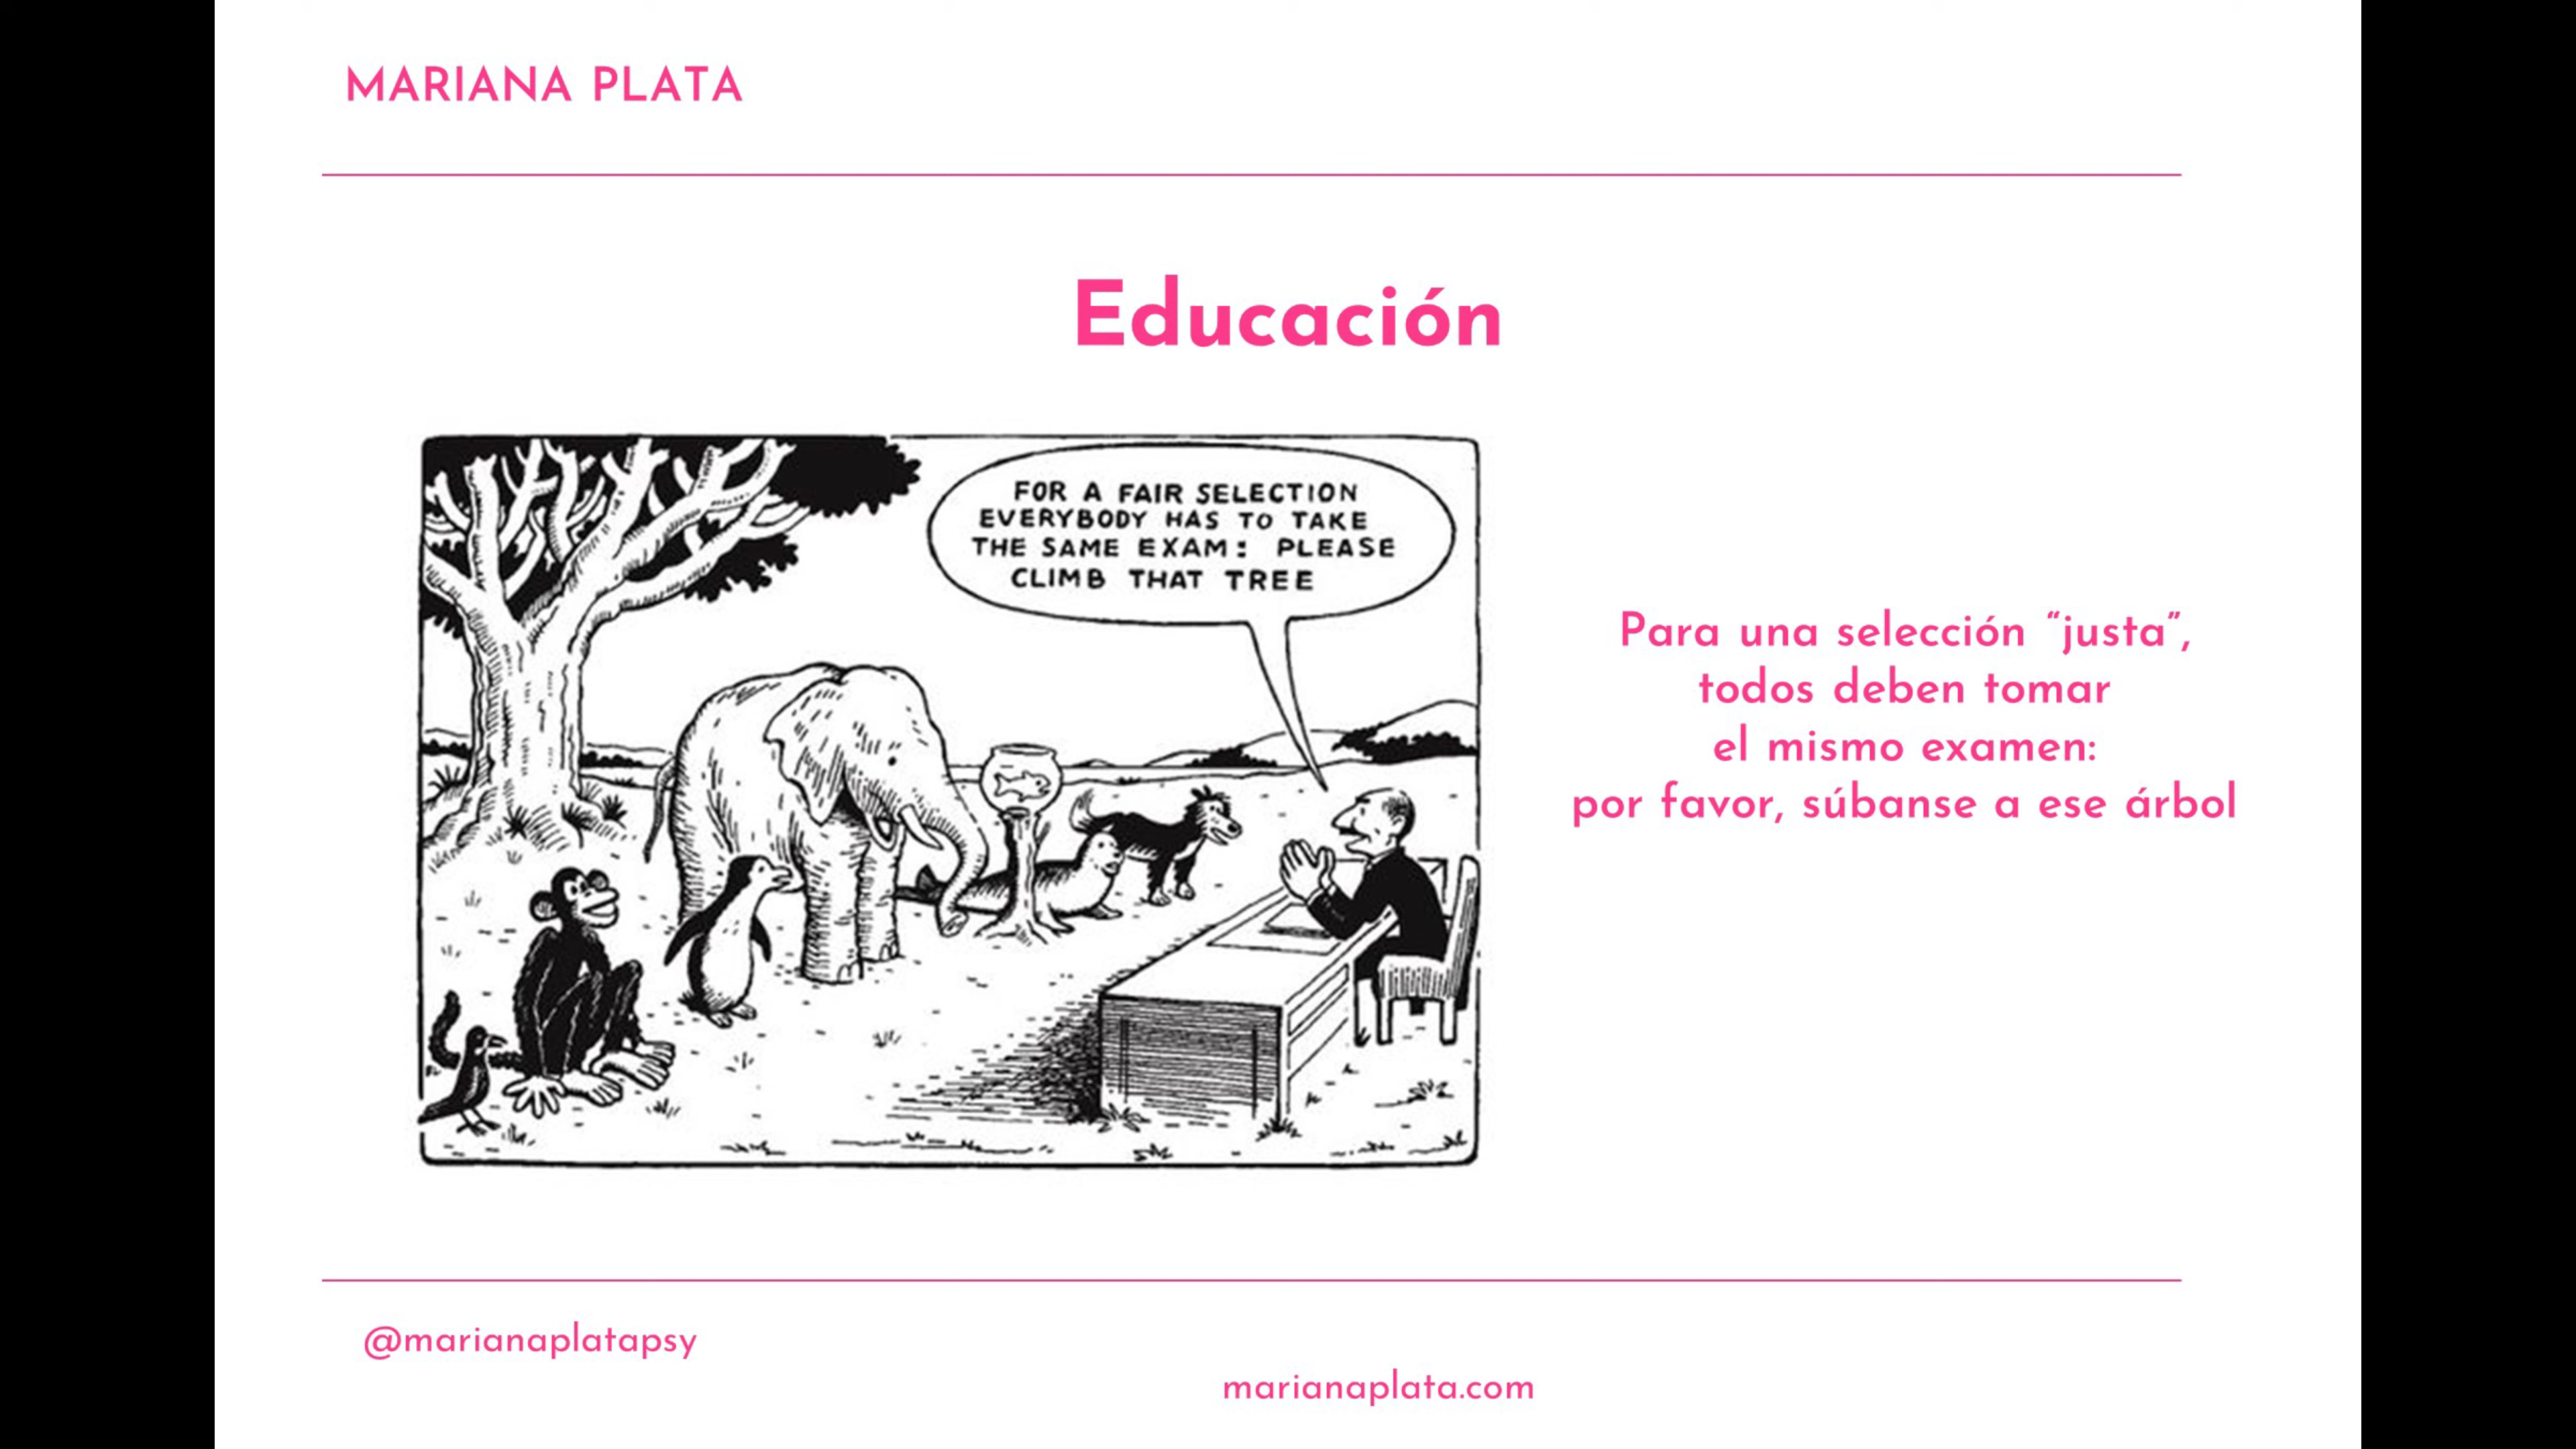 MARIANA PLATA
Educación
FOR A FAIR SELECTION
EVERYBODY HAS TO TAKE
THE SAME EXAM: PLEASE
CLIMB THAT TREE
Para una selección “justa”,
todos deben tomar
el mismo examen:
por favor, súbanse a ese árbol
@marianaplatapsy
marianaplata.com